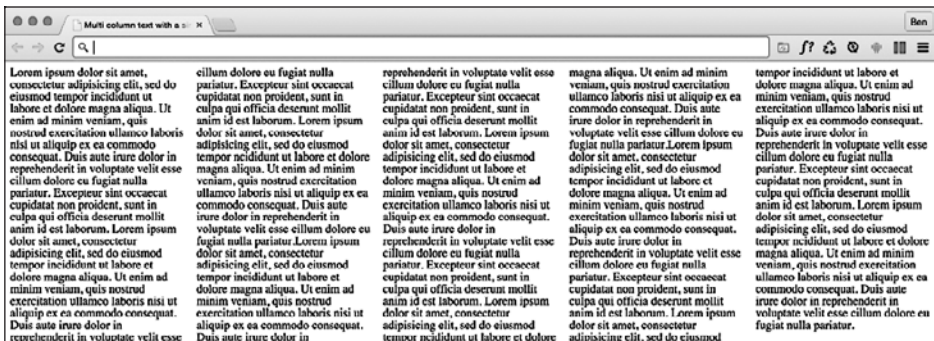 Multi column text with a si
Ben
f?
Lorem ipsum dolor sit amet,
consectetur adipisicing elit, sed do
eiusmod tempor incididunt ut
labore et dolore magna aliqua. Ut
enim ad minim veniam, quis
nostrud exercitation ullamco laboris
nisi ut aliquip ex ea commodo
consequat. Duis aute irure dolor in
reprehenderit in voluptate velit esse
cillum dolore eu fugiat nulla
pariatur. Excepteur sint occaecat
cupidatat non proident, sunt in
culpa qui officia deserunt mollit
anim id est laborum. Lorem ipsum
dolor sit amet, consectetur
adipisicing elit, sed do eiusmod
tempor incididunt ut labore et
dolore magna aliqua. Ut enim ad
minim veniam, quis nostrud
exercitation ullamco laboris nisi ut
aliquip ex ea commodo consequat.
Duis aute irure dolor in
reprehenderit in voluptate velit esse
cillum dolore eu fugiat nulla
pariatur. Excepteur sint occaecat
cupidatat non proident, sunt in
culpa qui officia deserunt mollit
anim id est laborum. Lorem ipsum
dolor sit amet, consectetur
adipisicing elit, sed do eiusmod
tempor ncididunt ut labore et dolore
magna aliqua. Ut enim ad minim
veniam, quis nostrud exercitation
ullamco laboris nisi ut aliquip ex ea
commodo consequat. Duis aute
irure dolor in reprehenderit in
voluptate velit esse cillum dolore eu
fugiat nulla pariatur.Lorem ipsum
dolor sit amet, consectetur
adipisicing elit, sed do eiusmod
tempor incididunt ut labore et
dolore magna aliqua. Ut enim ad
minim veniam, quis nostrud
exercitation ullamco laboris nisi ut
aliquip ex ea commodo consequat.
Duis aute irure dolor in
reprehenderit in voluptate velit esse
cillum dolore eu fugiat nulla
pariatur. Excepteur sint occaecat
cupidatat non proident, sunt in
culpa qui officia deserunt mollit
anim id est laborum. Lorem ipsum
dolor sit amet, consectetur
adipisicing elit, sed do eiusmod
tempor incididunt ut labore et
dolore magna aliqua. Ut enim ad
minim veniam, quis nostrud
exercitation ullamco laboris nisi ut
aliquip ex ea commodo consequat.
Duis aute irure dolor in
reprehenderit in voluptate velit esse
cillum dolore eu fugiat nulla
pariatur. Excepteur sint occaecat
cupidatat non proident, sunt in
culpa qui officia deserunt mollit
anim id est laborum. Lorem ipsum
dolor sit amet, consectetur
adipisicing elit, sed do eiusmod
tempor ncididunt ut labore et dolore
magna aliqua. Ut enim ad minim
veniam, quis nostrud exercitation
ullamco laboris nisi ut aliquip ex ea
commodo consequat. Duis aute
irure dolor in reprehenderit in
voluptate velit esse cillum dolore eu
fugiat nulla pariatur.Lorem ipsum
dolor sit amet, consectetur
adipisicing elit, sed do eiusmod
tempor incididunt ut labore et
dolore magna aliqua. Ut enim ad
minim veniam, quis nostrud
exercitation ullamco laboris nisi ut
aliquip ex ea commodo consequat.
Duis aute irure dolor in
reprehenderit in voluptate velit esse
cillum dolore eu fugiat nulla
pariatur. Excepteur sint occaecat
cupidatat non proident, sunt in
culpa qui officia deserunt mollit
anim id est laborum. Lorem ipsum
dolor sit amet, consectetur
adipisicing elit, sed do eiusmod
tempor incididunt ut labore et
dolore magna aliqua. Ut enim ad
minim veniam, quis nostrud
exercitation ullamco laboris nisi ut
aliquip ex ea commodo consequat.
Duis aute irure dolor in
reprehenderit in voluptate velit esse
cillum dolore eu fugiat nulla
pariatur. Excepteur sint occaecat
cupidatat non proident, sunt in
culpa qui officia deserunt mollit
anim id est laborum. Lorem ipsum
dolor sit amet, consectetur
adipisicing elit, sed do eiusmod
tempor ncididunt ut labore et dolore
magna aliqua. Ut enim ad minim
veniam, quis nostrud exercitation
ullamco laboris nisi ut aliquip ex ea
commodo consequat. Duis aute
irure dolor in reprehenderit in
voluptate velit esse cillum dolore eu
fugiat nulla pariatur.